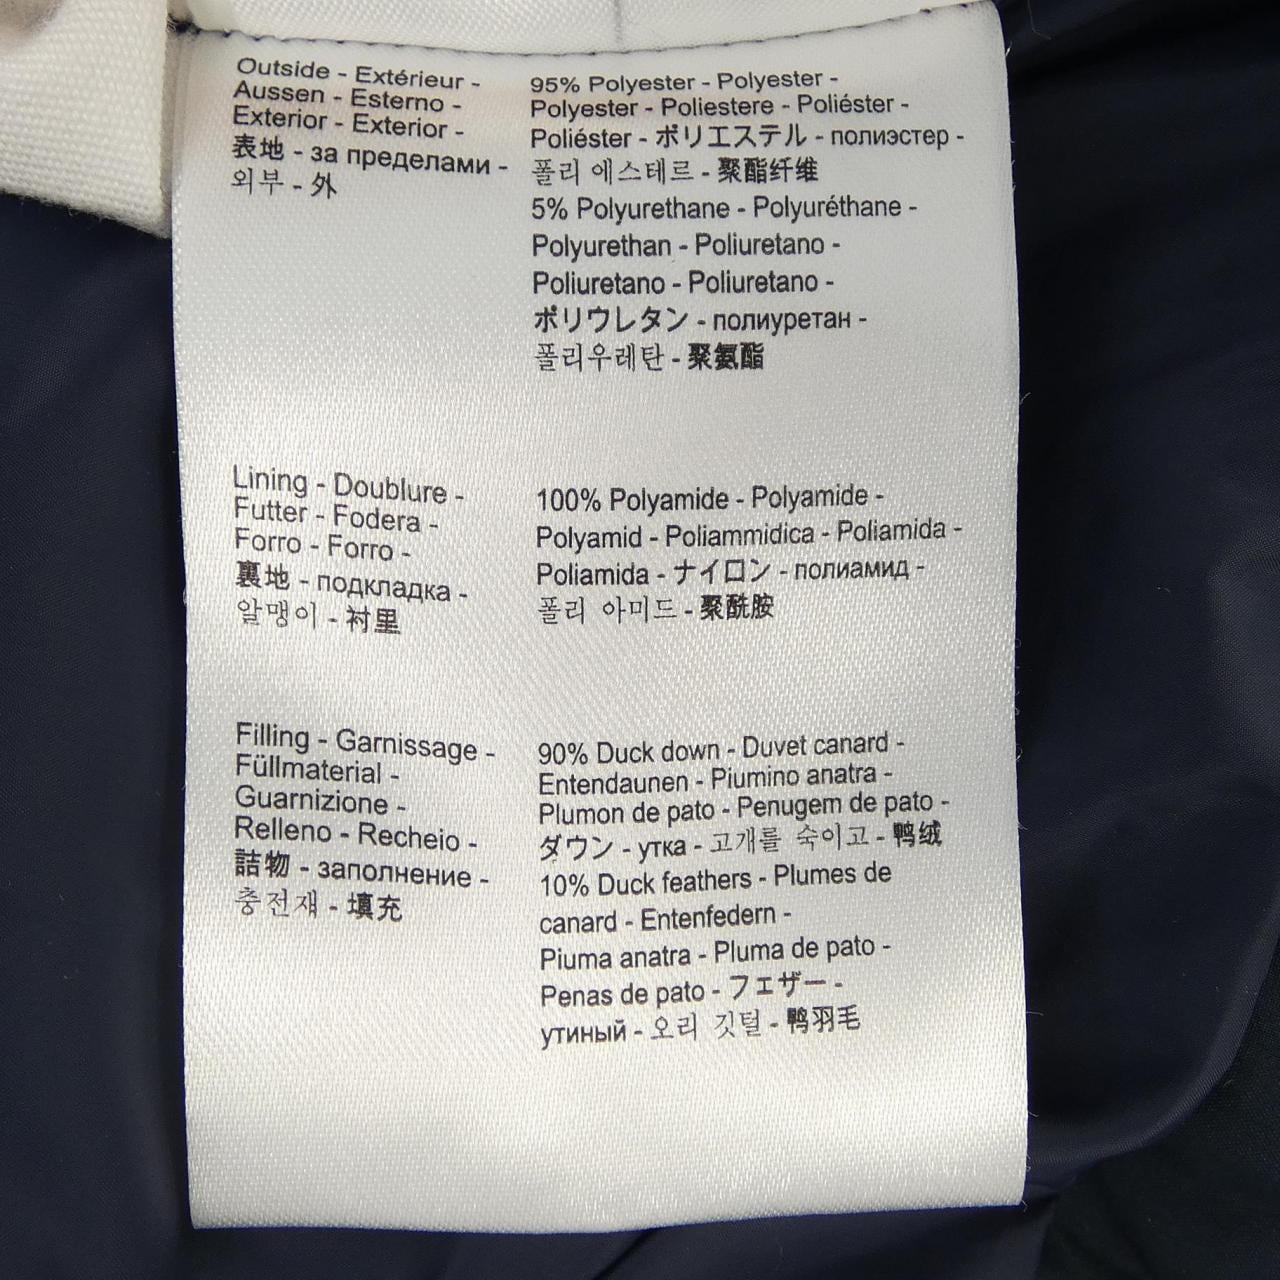 Outside - Extérieur -
Aussen - Esterno -
Exterior - Exterior -
表地 - за пределами -
외부 - 外
95% Polyester - Polyester -
Polyester - Poliestere - Poliéster -
Poliéster - ポリエステル - полиэстер -
폴리 에스테르 - 聚酯纤维
5% Polyurethane - Polyuréthane -
Polyurethan - Poliuretano -
Poliuretano - Poliuretano -
ポリウレタン - полиуретан -
폴리우레탄 - 聚氨酯
Lining - Doublure -
Futter - Fodera -
Forro - Forro -
裏地 - подкладка -
알맹이 - 衬里
100% Polyamide - Polyamide -
Polyamid - Poliammidica - Poliamida -
Poliamida - ナイロン - полиамид -
폴리 아미드 - 聚酰胺
Filling - Garnissage -
Füllmaterial -
Guarnizione -
Relleno - Recheio -
詰物 - заполнение -
충전재 - 填充
90% Duck down - Duvet canard -
Entendaunen - Piumino anatra -
Plumon de pato - Penugem de pato -
ダウン - утка - 고개를 숙이고 - 鸭绒
10% Duck feathers - Plumes de
canard - Entenfedern -
Piuma anatra - Pluma de pato -
Penas de pato - フェザー -
утиный - 오리 깃털 - 鸭羽毛